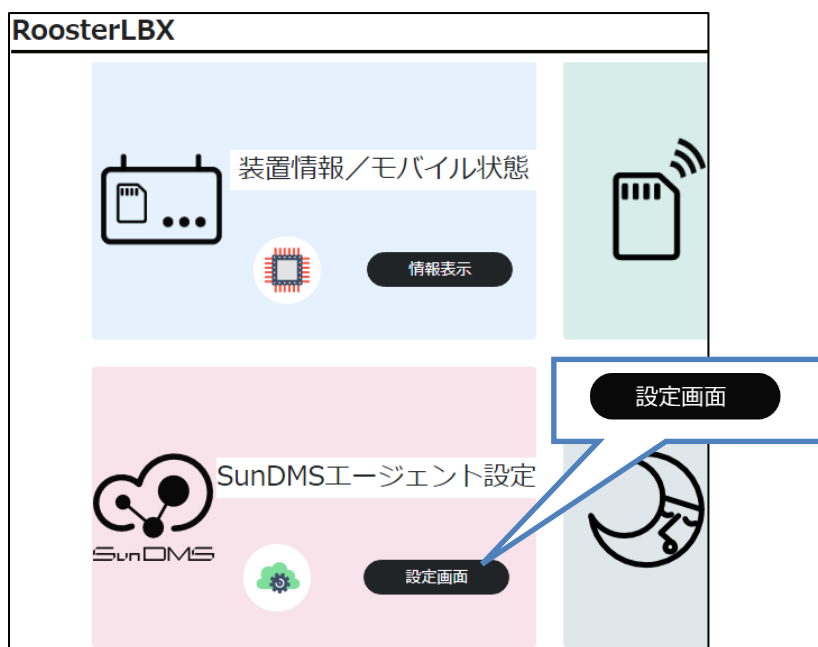 RoosterLBX
装置情報／モバイル状態
情報表示
設定画面
SunDMSエージェント設定
SunDMS
設定画面